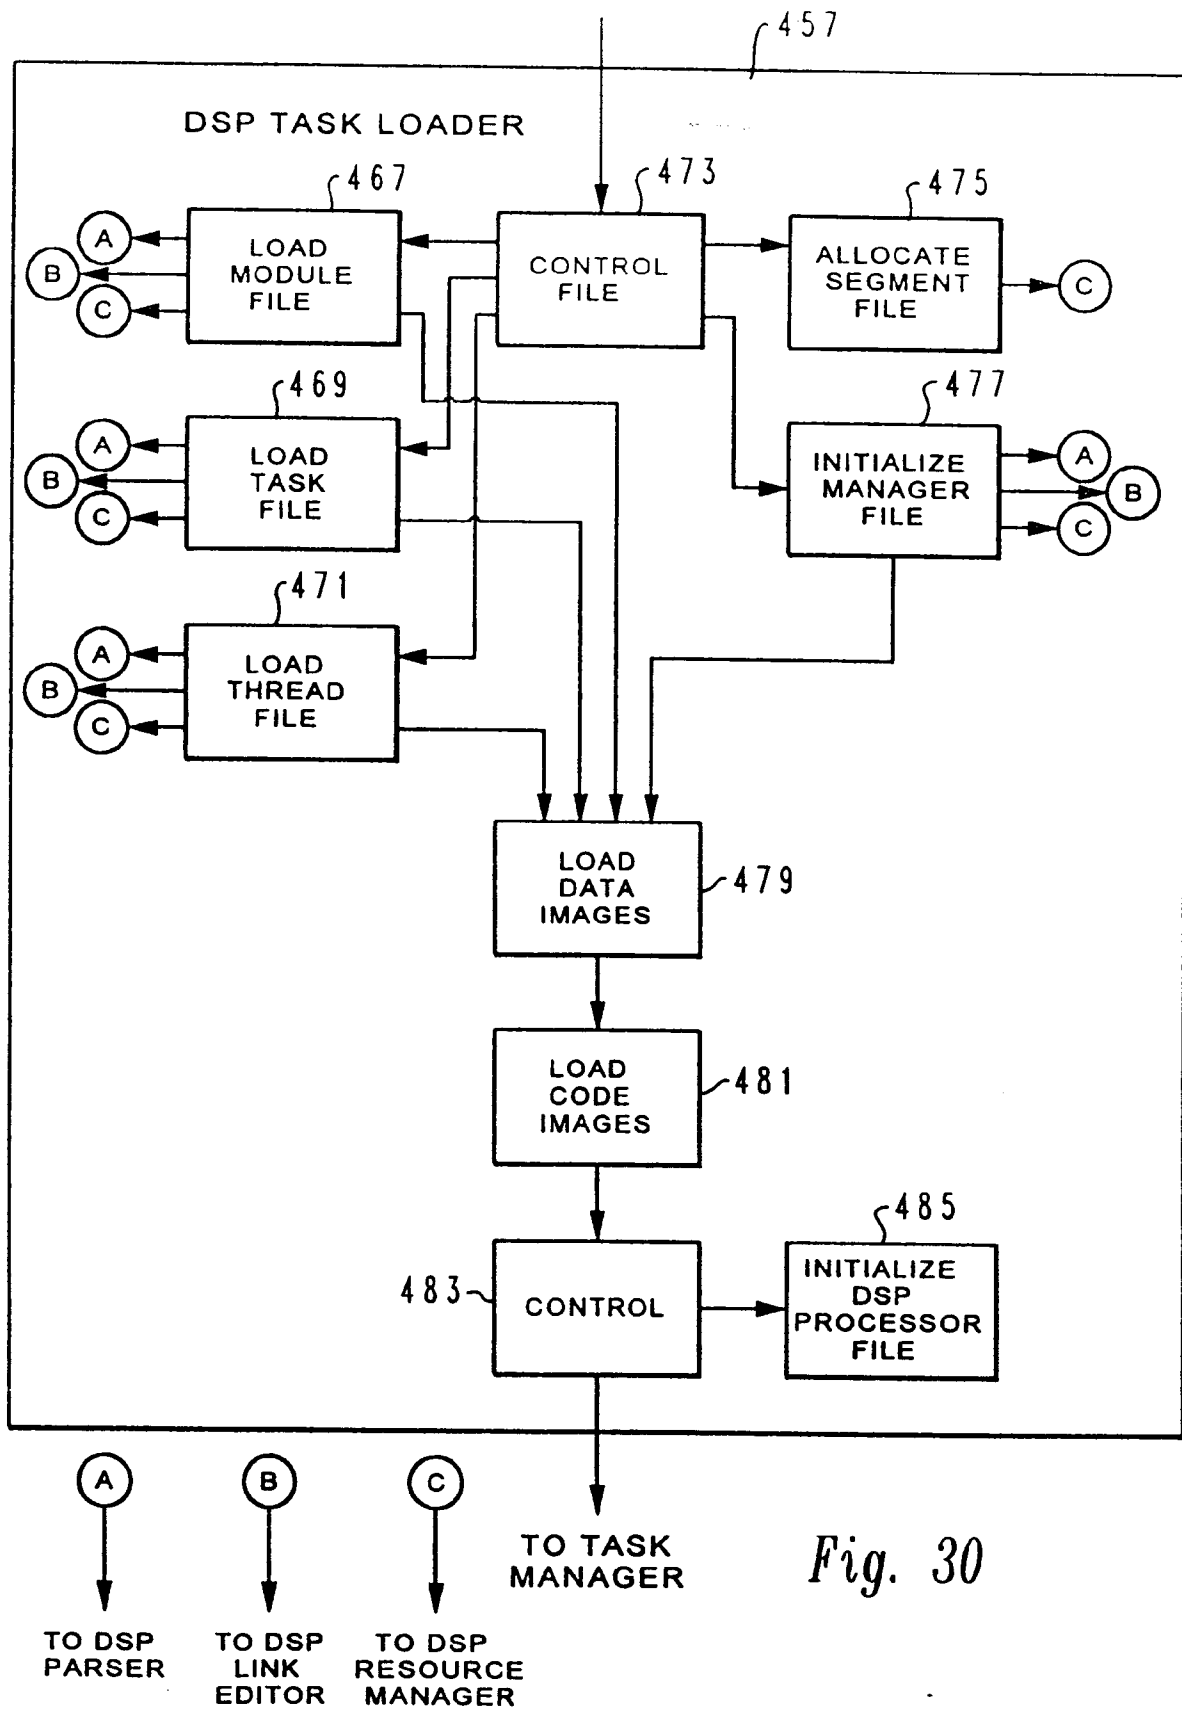 457
DSP TASK LOADER
467
473
475
A
B
C
LOAD
MODULE
FILE
CONTROL
FILE
ALLOCATE
SEGMENT
FILE
C
469
477
A
B
C
LOAD
TASK
FILE
INITIALIZE
MANAGER
FILE
A
B
C
471
A
B
C
LOAD
THREAD
FILE
LOAD
DATA
IMAGES
479
LOAD
CODE
IMAGES
481
483
CONTROL
485
INITIALIZE
DSP
PROCESSOR
FILE
A
B
C
TO DSP
PARSER
TO DSP
LINK
EDITOR
TO DSP
RESOURCE
MANAGER
TO TASK
MANAGER
Fig. 30